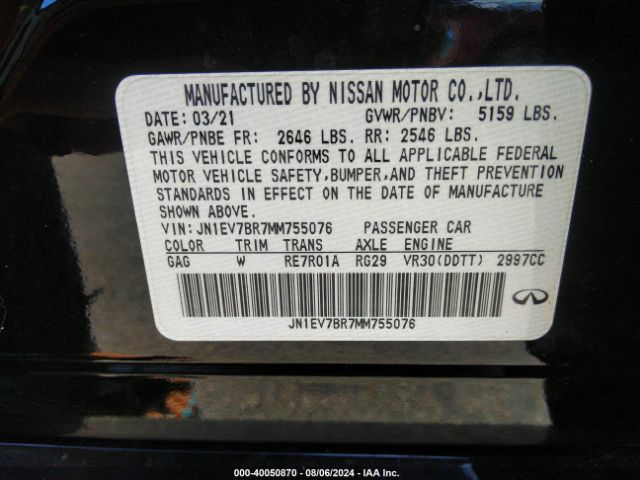 MANUFACTURED BY NISSAN MOTOR CO.,LTD.
DATE: 03/21 GVWR/PNBV: 5159 LBS.
GAWR/PNBE FR: 2646 LBS. RR: 2546 LBS.
THIS VEHICLE CONFORMS TO ALL APPLICABLE FEDERAL
MOTOR VEHICLE SAFETY,BUMPER,AND THEFT PREVENTION
STANDARDS IN EFFECT ON THE DATE OF MANUFACTURE
SHOWN ABOVE.
VIN: JN1EV7BR7MM755076 PASSENGER CAR
COLOR TRIM TRANS AXLE ENGINE
GAG W RE7R01A RG29 VR30(DDTT) 2997CC
JN1EV7BR7MM755076
000-40050870 - 08/06/2024 - IAA Inc.